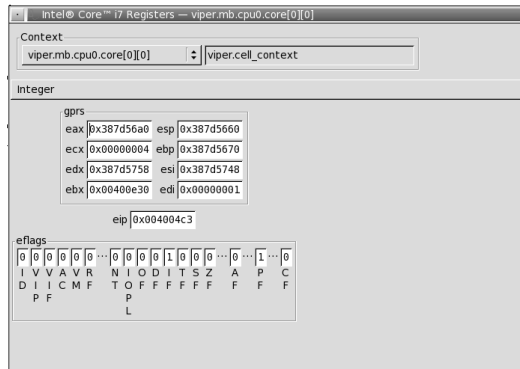 Intel® Core™ i7 Registers — viper.mb.cpu0.core[0][0]
Context
viper.mb.cpu0.core[0][0] viper.cell_context
Integer
gprs
eax 0x387d56a0 esp 0x387d5660
ecx 0x00000004 ebp 0x387d5670
edx 0x387d5758 esi 0x387d5748
ebx 0x00400e30 edi 0x00000001
eip 0x004004c3
eflags
0 0 0 0 0 0 ··· 0 0 0 0 1 0 0 0 ··· 0 ··· 1 ··· 0
I V V A V R N I O D I T S Z A P C
D I I C M F T O F F F F F F F F F
P F P
L